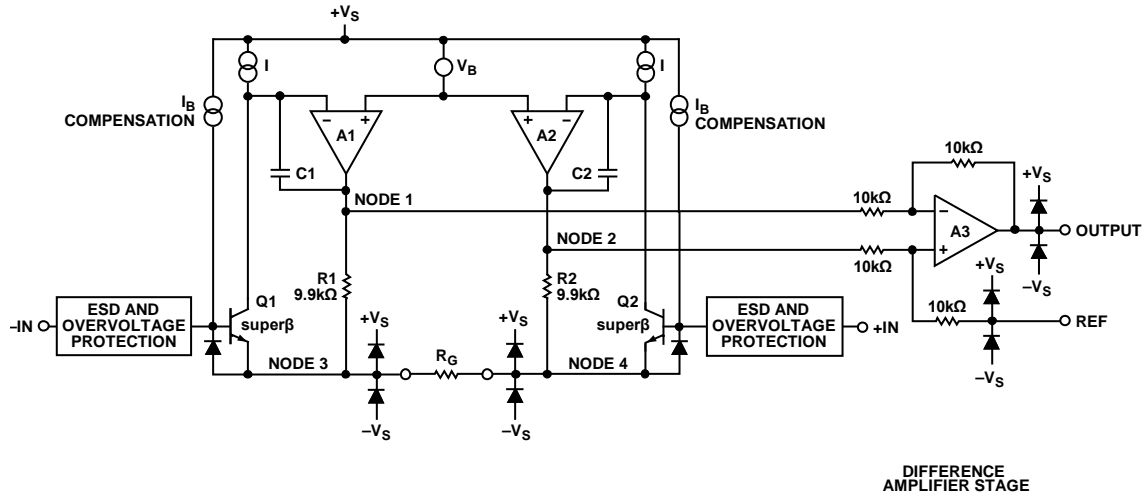 +VS
I
VB
I
IB
COMPENSATION
IB
COMPENSATION
A1
A2
C1
C2
NODE 1
NODE 2
10kΩ
+VS
10kΩ
A3
OUTPUT
10kΩ
+VS
−VS
10kΩ
REF
−VS
R1
9.9kΩ
R2
9.9kΩ
Q1
superβ
Q2
superβ
−IN
ESD AND
OVERVOLTAGE
PROTECTION
ESD AND
OVERVOLTAGE
PROTECTION
+IN
+VS
+VS
NODE 3
RG
NODE 4
−VS
−VS
DIFFERENCE
AMPLIFIER STAGE